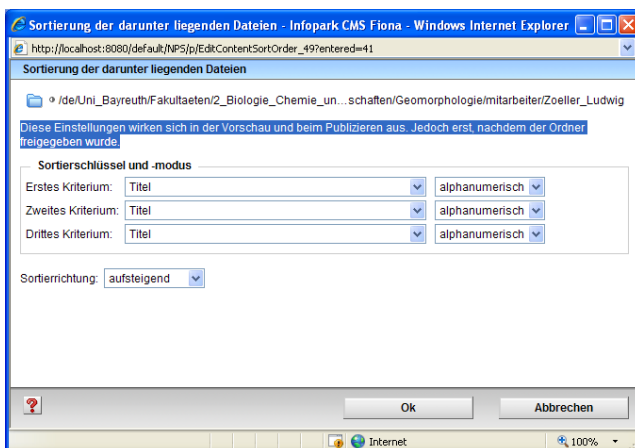 Sortierung der darunter liegenden Dateien - Infopark CMS Fiona - Windows Internet Explorer
http://localhost:8080/default/NPS/p/EditContentSortOrder_49?entered=41
Sortierung der darunter liegenden Dateien
/de/Uni_Bayreuth/Fakultaeten/2_Biologie_Chemie_un...schaften/Geomorphologie/mitarbeiter/Zoeller_Ludwig
Diese Einstellungen wirken sich in der Vorschau und beim Publizieren aus. Jedoch erst, nachdem der Ordner
freigegeben wurde.
Sortierschlüssel und -modus
Erstes Kriterium: Titel alphanumerisch
Zweites Kriterium: Titel alphanumerisch
Drittes Kriterium: Titel alphanumerisch
Sortierrichtung: aufsteigend
? Ok Abbrechen
Internet 100%